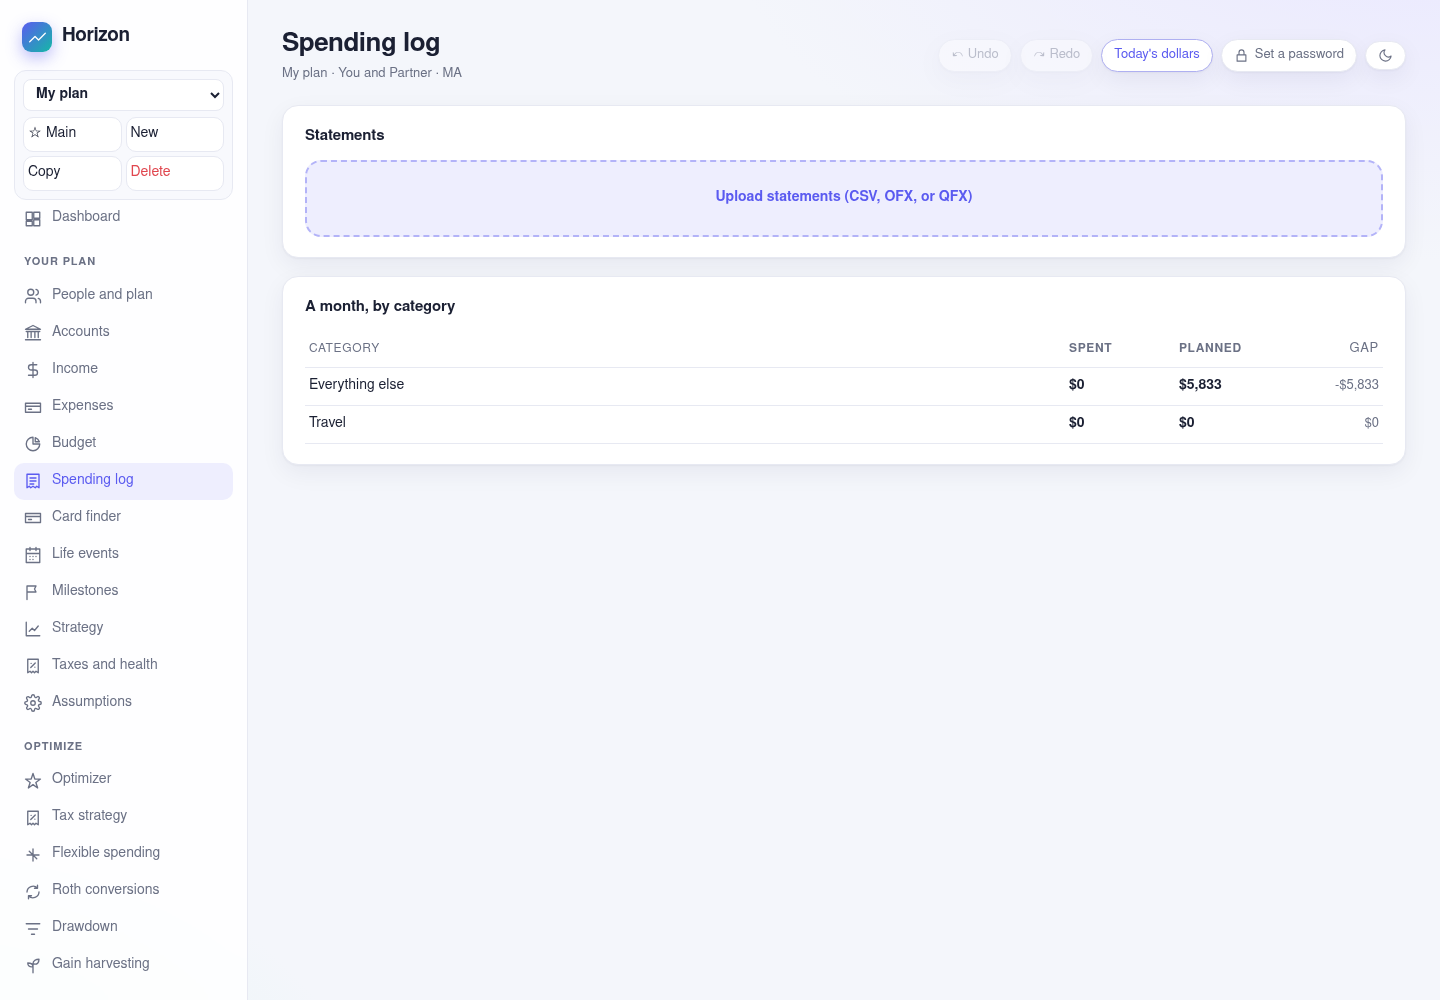 Horizon
My plan
☆ Main
New
Copy
Delete
Dashboard
YOUR PLAN
People and plan
Accounts
Income
Expenses
Budget
Spending log
Card finder
Life events
Milestones
Strategy
Taxes and health
Assumptions
OPTIMIZE
Optimizer
Tax strategy
Flexible spending
Roth conversions
Drawdown
Gain harvesting
Spending log
My plan · You and Partner · MA
Undo
Redo
Today's dollars
Set a password
Statements
Upload statements (CSV, OFX, or QFX)
A month, by category
CATEGORY SPENT PLANNED GAP
Everything else $0 $5,833 -$5,833
Travel $0 $0 $0